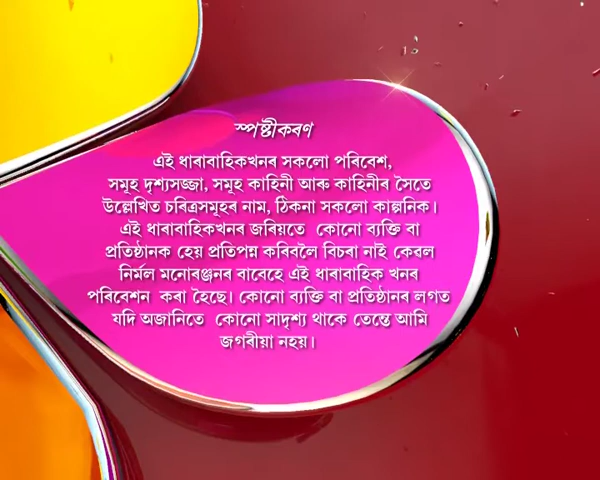 স্পষ্টীকৰণ
এই ধাৰাবাহিকখনৰ সকলো পৰিবেশ,
সমূহ দৃশ্যসজ্জা, সমূহ কাহিনী আৰু কাহিনীৰ সৈতে
উল্লেখিত চৰিত্ৰসমূহৰ নাম, ঠিকনা সকলো কাল্পনিক।
এই ধাৰাবাহিকখনৰ জৰিয়তে কোনো ব্যক্তি বা
প্ৰতিষ্ঠানক হেয় প্ৰতিপন্ন কৰিবলৈ বিচৰা নাই কেৱল
নিৰ্মল মনোৰঞ্জনৰ বাবেহে এই ধাৰাবাহিক খনৰ
পৰিবেশন কৰা হৈছে। কোনো ব্যক্তি বা প্ৰতিষ্ঠানৰ লগত
যদি অজানিতে কোনো সাদৃশ্য থাকে তেন্তে আমি
জগৰীয়া নহয়।